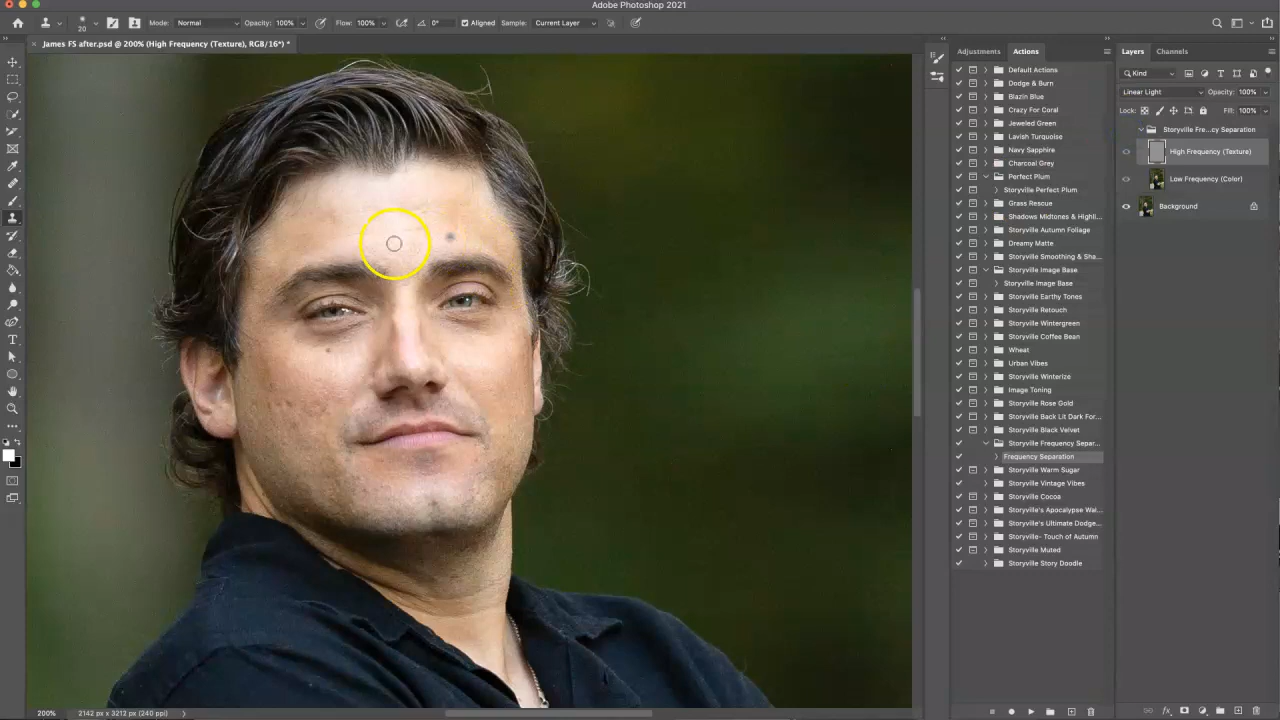 Adobe Photoshop 2021
20
Mode: Normal
Opacity: 100%
Flow: 100%
0°
Aligned
Sample: Current Layer
James FS after.psd @ 200% (High Frequency (Texture), RGB/16*) *
Adjustments
Actions
Default Actions
Dodge & Burn
Blazin Blue
Crazy For Coral
Jeweled Green
Lavish Turquoise
Navy Sapphire
Charcoal Grey
Perfect Plum
Storyville Perfect Plum
Grass Rescue
Shadows Midtones & Highli...
Storyville Autumn Foliage
Dreamy Matte
Storyville Smoothing & Sha...
Storyville Image Base
Storyville Image Base
Storyville Earthy Tones
Storyville Retouch
Storyville Wintergreen
Storyville Coffee Bean
Wheat
Urban Vibes
Storyville Winterize
Image Toning
Storyville Rose Gold
Storyville Back Lit Dark For...
Storyville Black Velvet
Storyville Frequency Separ...
Frequency Separation
Storyville Warm Sugar
Storyville Vintage Vibes
Storyville Cocoa
Storyville's Apocalypse Wal...
Storyville's Ultimate Dodge...
Storyville- Touch of Autumn
Storyville Muted
Storyville Story Doodle
Layers
Channels
Kind
Linear Light
Opacity: 100%
Lock:
Fill: 100%
Storyville Fre...cy Separation
High Frequency (Texture)
Low Frequency (Color)
Background
200%
2142 px x 3212 px (240 ppi)